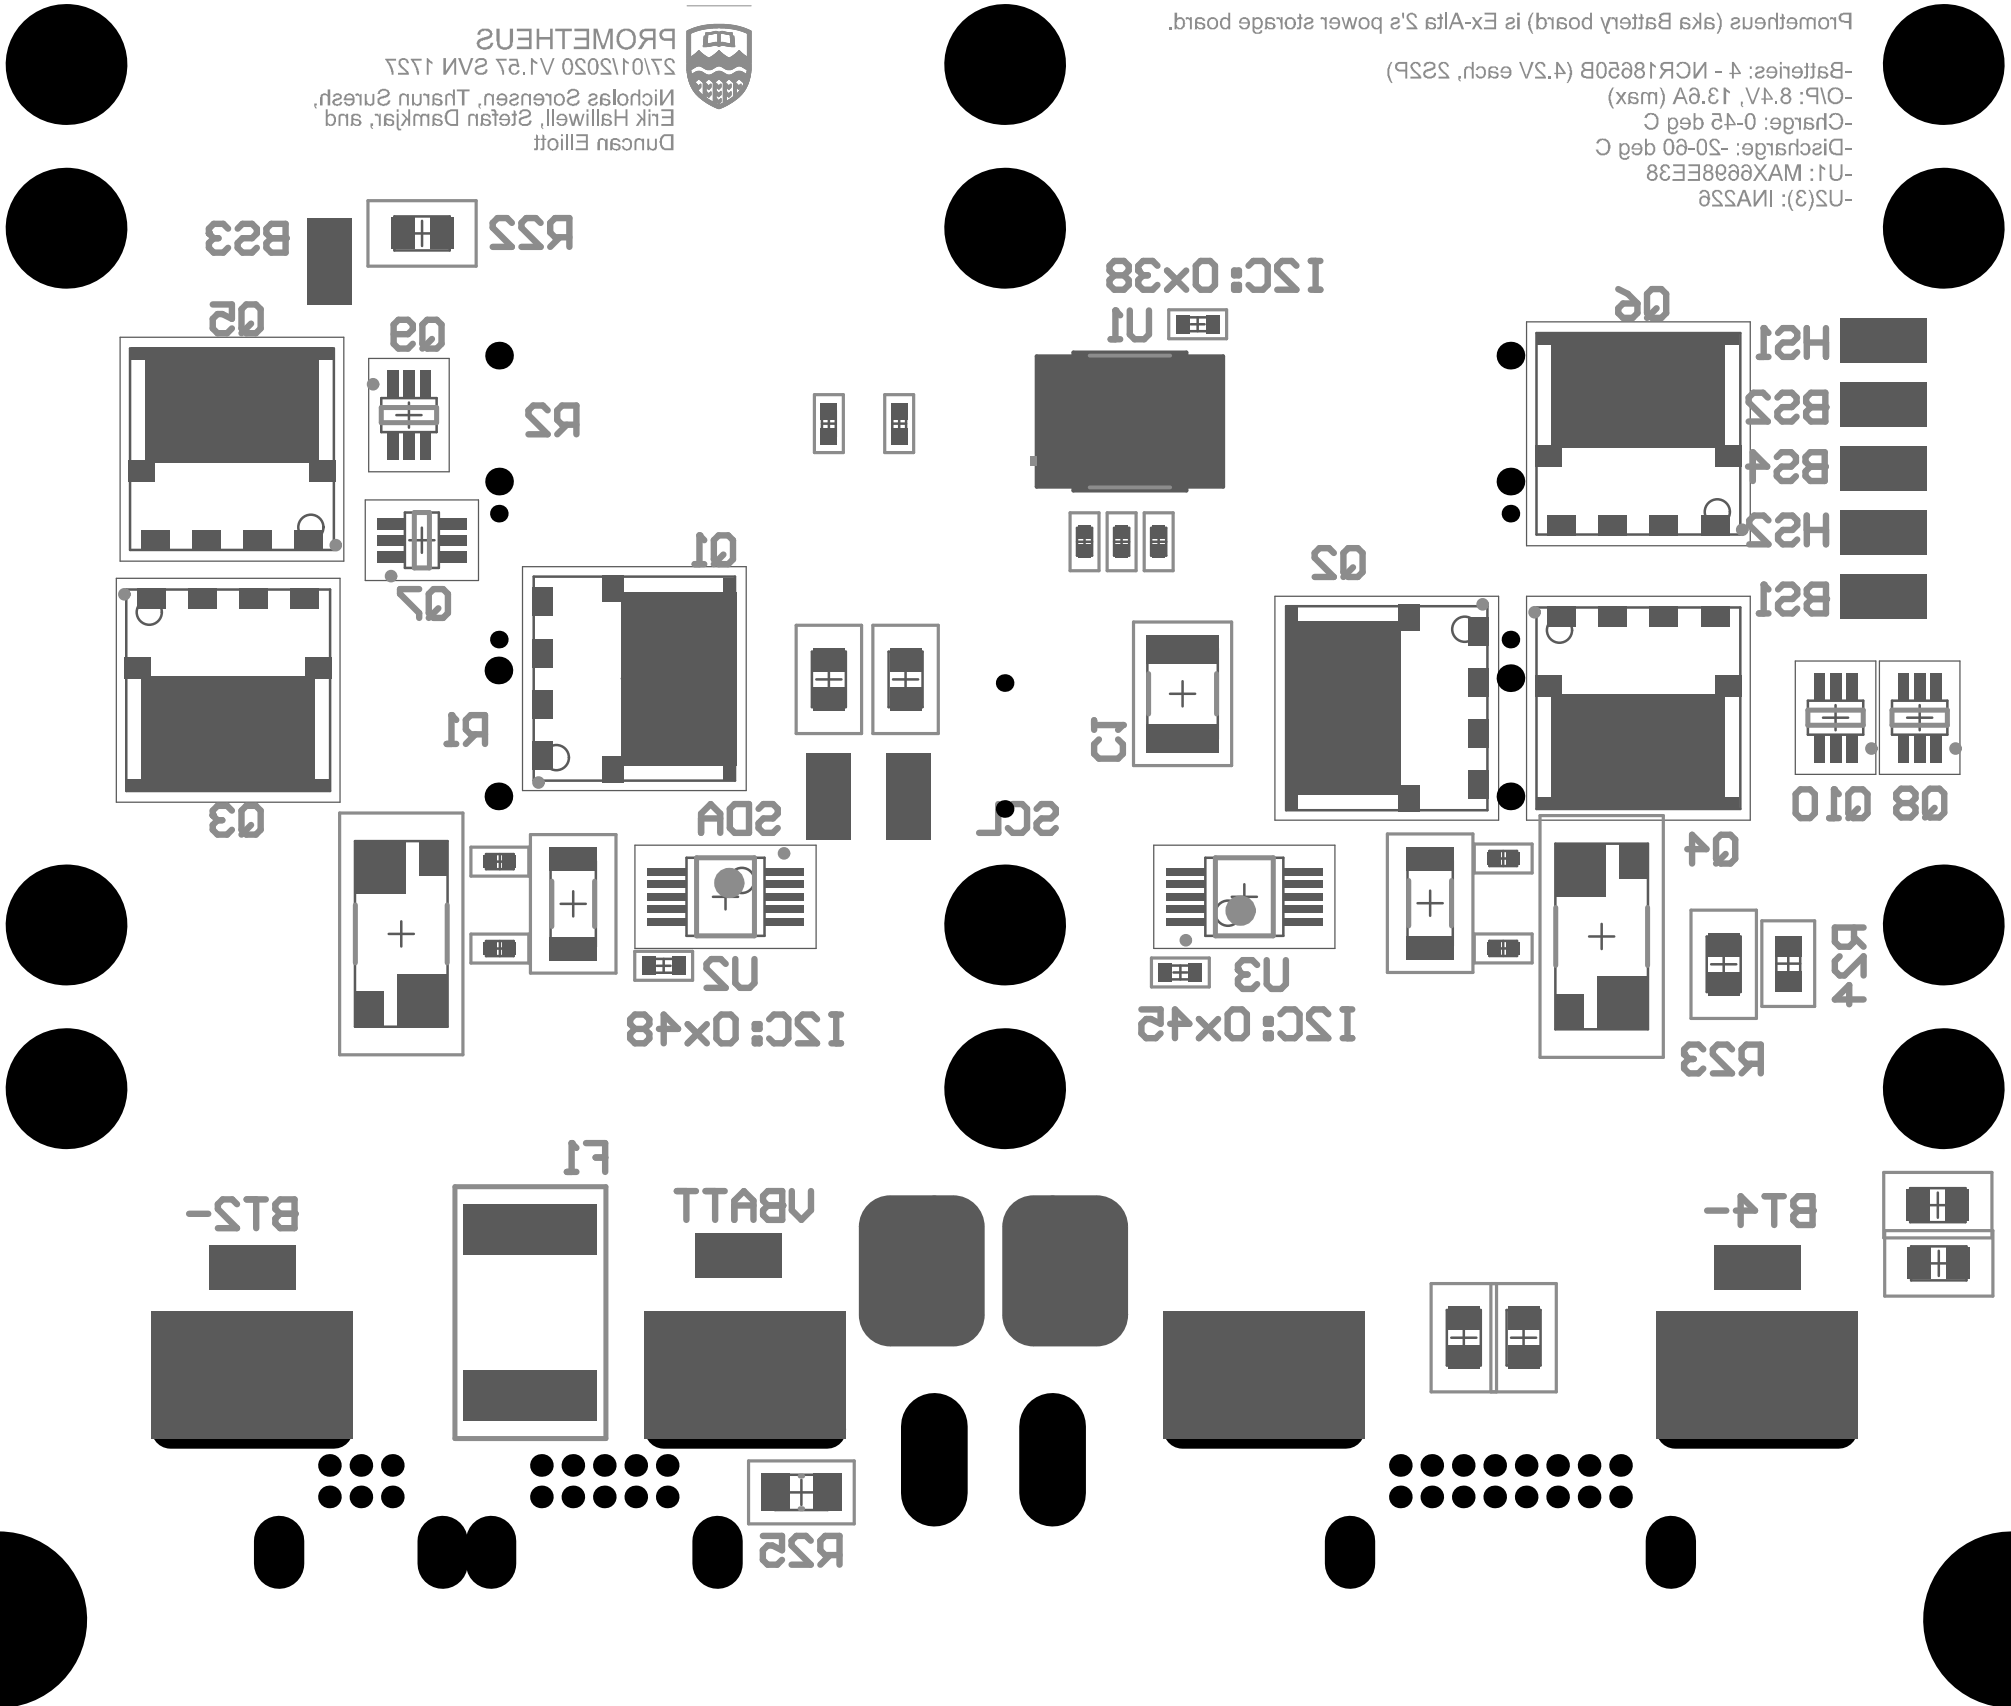 PROMETHEUS
27/01/2020 V1.57 SVN 1727
Nicholas Sorensen, Tharun Suresh,
Erik Halliwell, Stefan Damkjar, and
Duncan Elliott
Prometheus (aka Battery board) is Ex-Alta 2's power storage board.
-Batteries: 4 - NCR18650B (4.2V each, 2S2P)
-O/P: 8.4V, 13.6A (max)
-Charge: 0-45 deg C
-Discharge: -20-60 deg C
-U1: MAX6698EE38
-U2(3): INA226
BS3
R22
I2C:0x38
Q5
Q9
U1
Q6
HS1
R2
BS2
BS4
HS2
Q1
Q2
Q7
BS1
R1
C1
Q3
SDA
SCL
Q10
Q8
Q4
U2
U3
R24
I2C:0x48
I2C:0x45
R23
F1
BT2-
VBATT
BT4-
R25